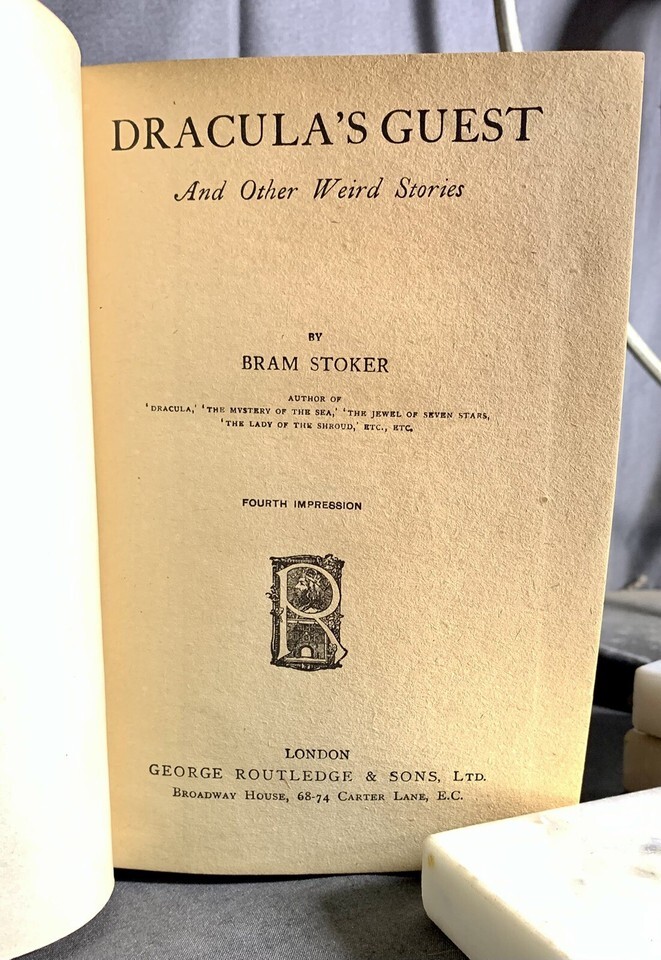 DRACULA'S GUEST
And Other Weird Stories
BY
BRAM STOKER
AUTHOR OF
'DRACULA,' 'THE MYSTERY OF THE SEA,' 'THE JEWEL OF SEVEN STARS,
'THE LADY OF THE SHROUD,' ETC., ETC.
FOURTH IMPRESSION
R
LONDON
GEORGE ROUTLEDGE & SONS, LTD.
BROADWAY HOUSE, 68-74 CARTER LANE, E.C.